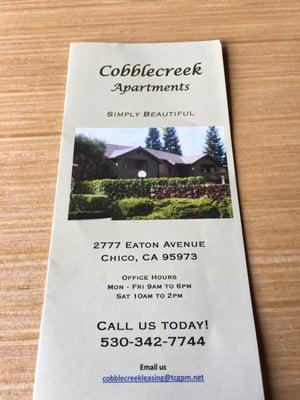 Cobblecreek
Apartments
Simply Beautiful
2777 Eaton Avenue
Chico, CA 95973
Office Hours
Mon - Fri 9am to 6pm
Sat 10am to 2pm
Call us today!
530-342-7744
Email us
cobblecreekleasing@tcgpm.net